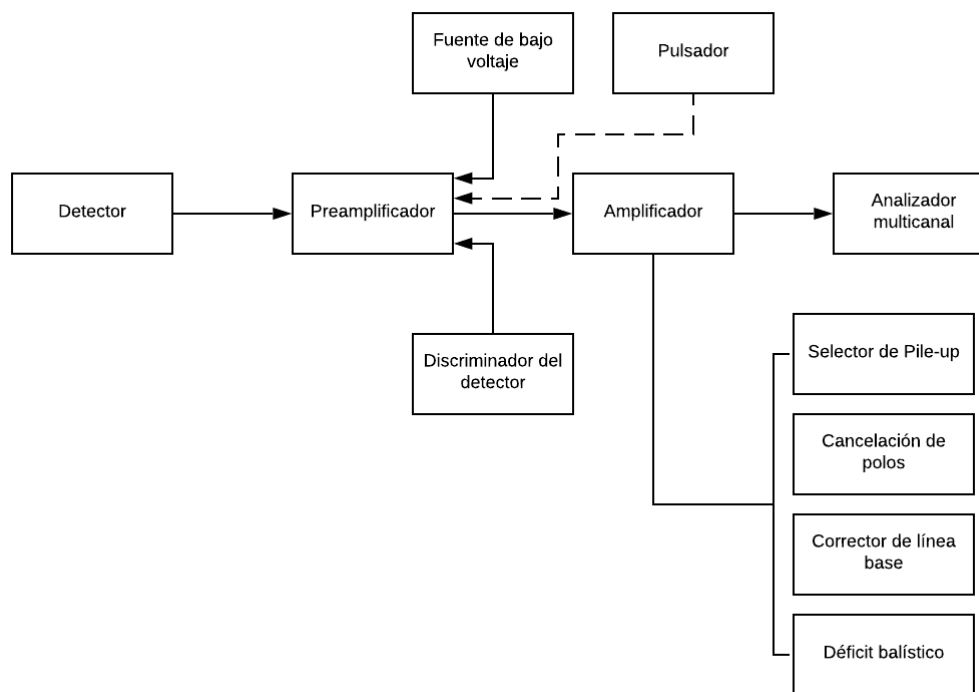 Fuente de bajo
voltaje
Pulsador
Detector
Preamplificador
Amplificador
Analizador
multicanal
Discriminador del
detector
Selector de Pile-up
Cancelación de
polos
Corrector de línea
base
Déficit balístico